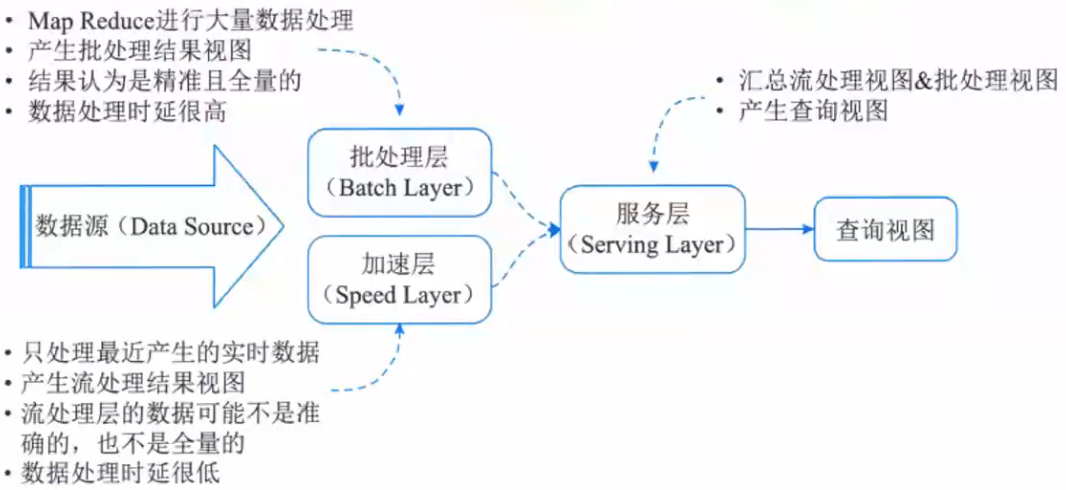 • Map Reduce进行大量数据处理
• 产生批处理结果视图
• 结果认为是精准且全量的
• 数据处理时延很高
• 汇总流处理视图&批处理视图
• 产生查询视图
批处理层
（Batch Layer）
数据源（Data Source）
服务层
（Serving Layer）
查询视图
加速层
（Speed Layer）
• 只处理最近产生的实时数据
• 产生流处理结果视图
• 流处理层的数据可能不是准
确的，也不是全量的
• 数据处理时延很低